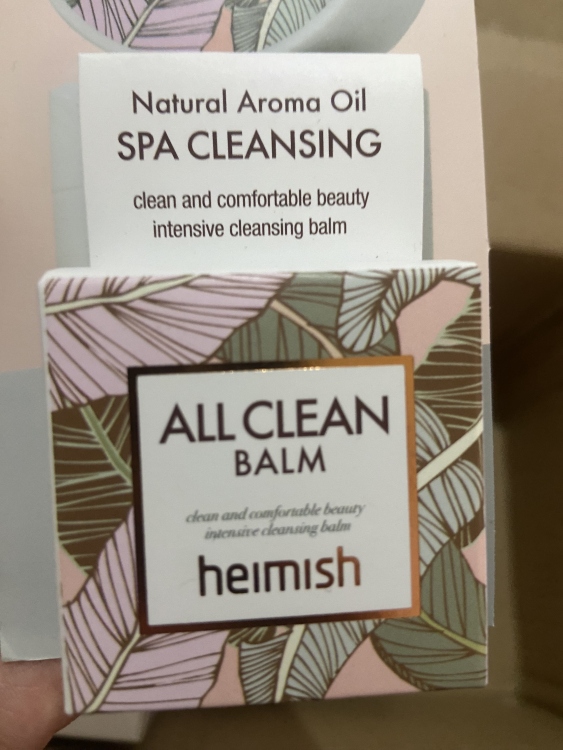 Natural Aroma Oil
SPA CLEANSING
clean and comfortable beauty
intensive cleansing balm
ALL CLEAN
BALM
clean and comfortable beauty
intensive cleansing balm
heimish